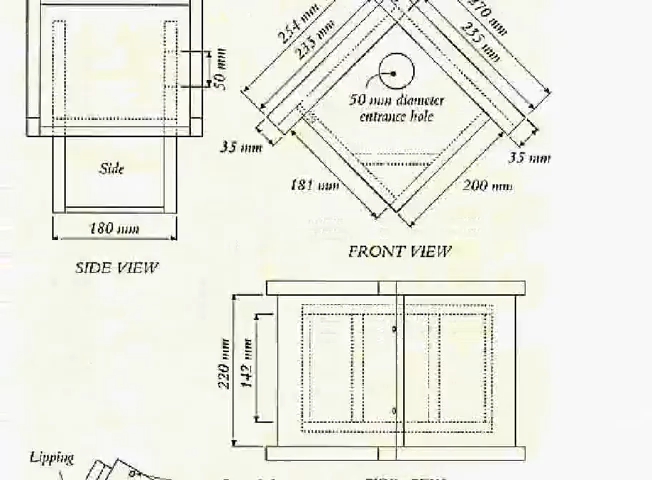 254 mm
235 mm
270 mm
235 mm
50 mm
50 mm diameter
entrance hole
35 mm
35 mm
Side
181 mm
200 mm
180 mm
FRONT VIEW
SIDE VIEW
220 mm
142 mm
Lipping